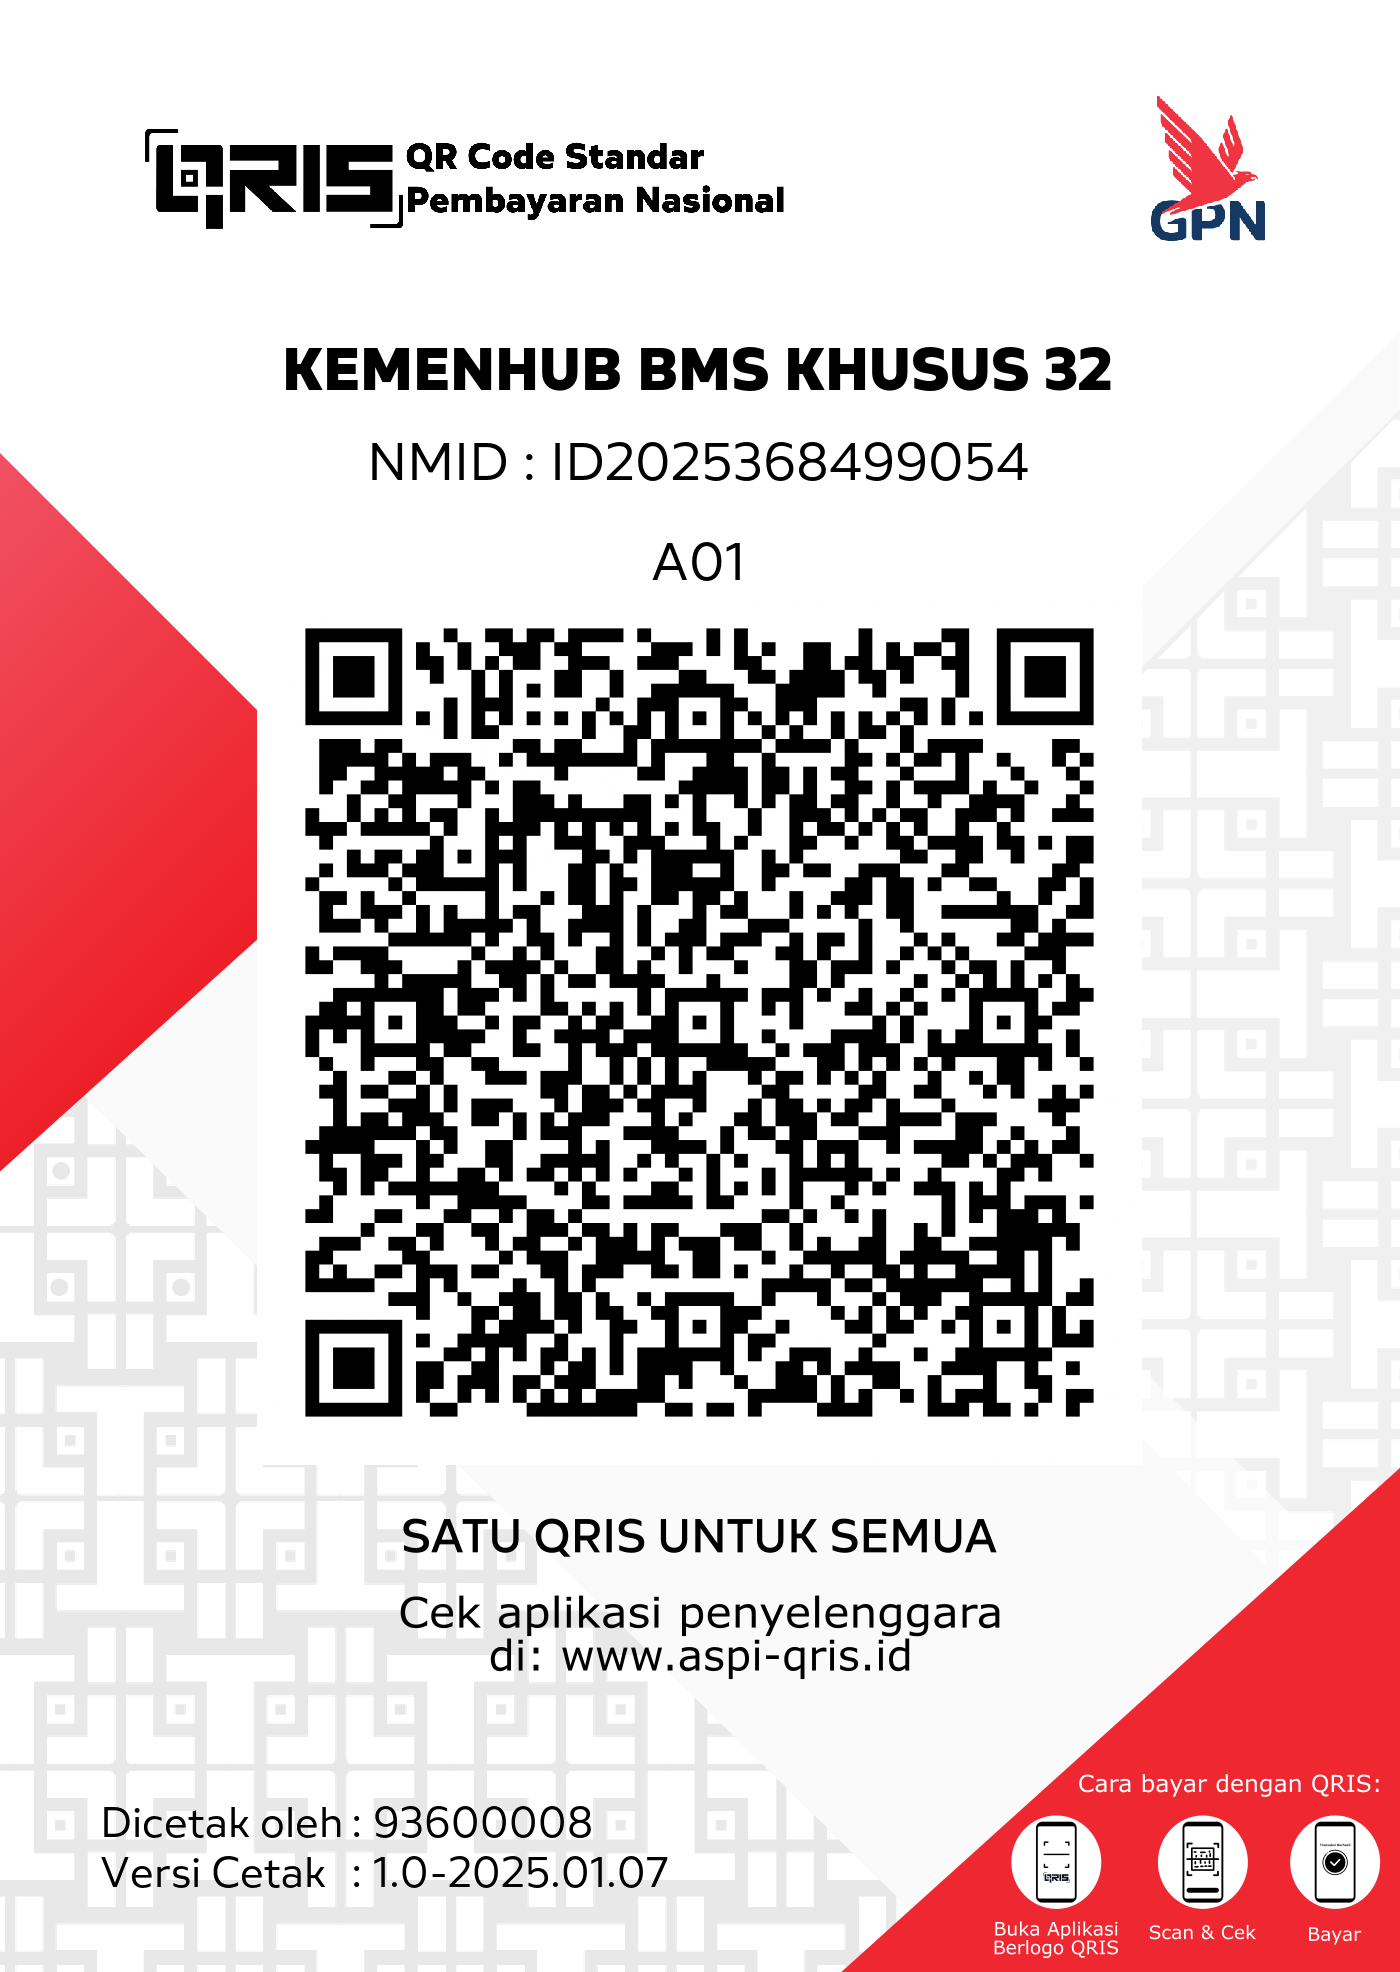 QRIS QR Code Standar
Pembayaran Nasional
GPN
KEMENHUB BMS KHUSUS 32
NMID : ID2025368499054
A01
SATU QRIS UNTUK SEMUA
Cek aplikasi penyelenggara
di: www.aspi-qris.id
Dicetak oleh : 93600008
Versi Cetak : 1.0-2025.01.07
Cara bayar dengan QRIS:
QRIS
Buka Aplikasi
Berlogo QRIS
Scan & Cek
Bayar